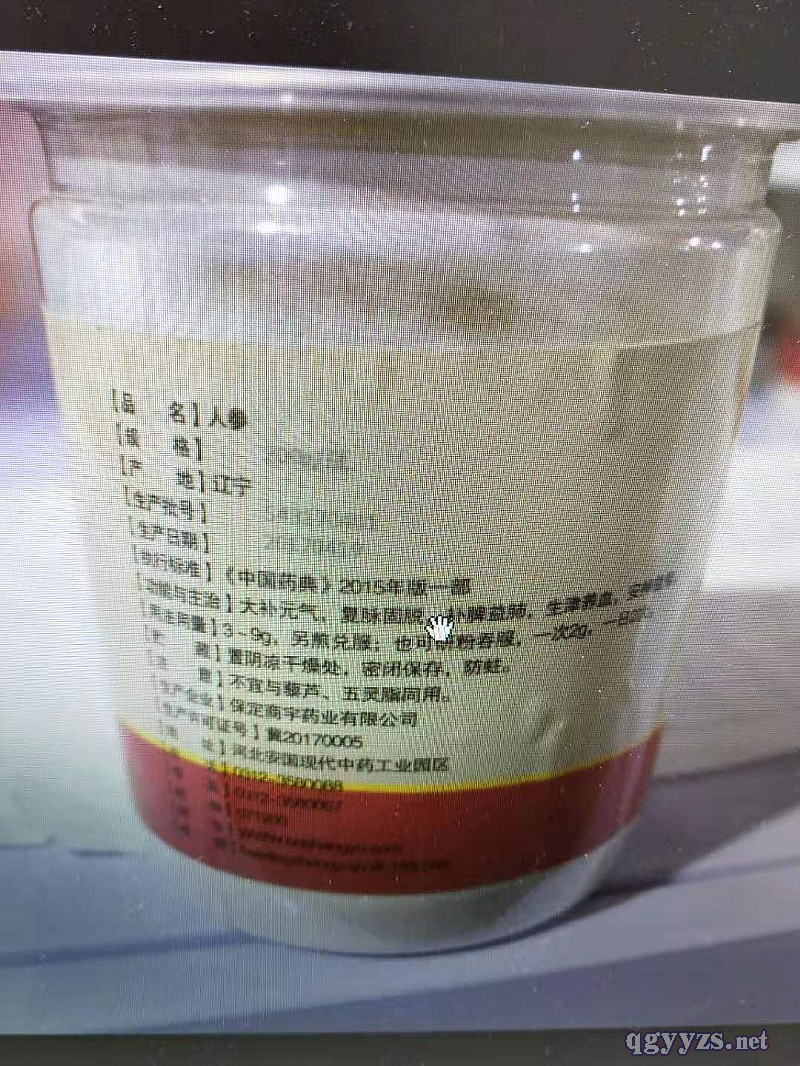 【品 名】人参
【规 格】
【产 地】辽宁
【生产批号】
【生产日期】
【执行标准】《中国药典》2015年版一部
【功能与主治】大补元气，复脉固脱，补脾益肺，生津养血，安神益智。
【用法用量】3~9g，另煎兑服；也可研粉吞服，一次2g，一日2次。
【贮 藏】置阴凉干燥处，密闭保存，防蛀。
【注 意】不宜与藜芦、五灵脂同用。
【生产企业】保定商宇药业有限公司
【生产许可证号】冀20170005
【地 址】河北安国现代中药工业园区
0312-3580088
071200
qgyyzs.net